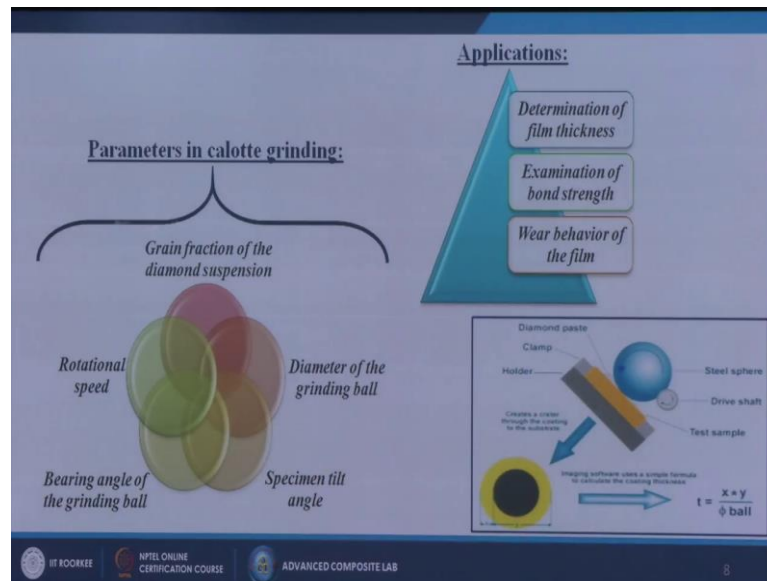 Applications:
Determination of
film thickness
Examination of
bond strength
Wear behavior of
the film
Parameters in calotte grinding:
Grain fraction of the
diamond suspension
Rotational
speed
Diameter of the
grinding ball
Bearing angle of
the grinding ball
Specimen tilt
angle
Diamond paste
Clamp
Holder
Steel sphere
Drive shaft
Test sample
Creates a crater
through the coating
to the substrate
Imaging software uses a simple formula
to calculate the coating thickness
t = x * y / ϕ ball
IIT ROORKEE
NPTEL ONLINE
CERTIFICATION COURSE
ADVANCED COMPOSITE LAB
8